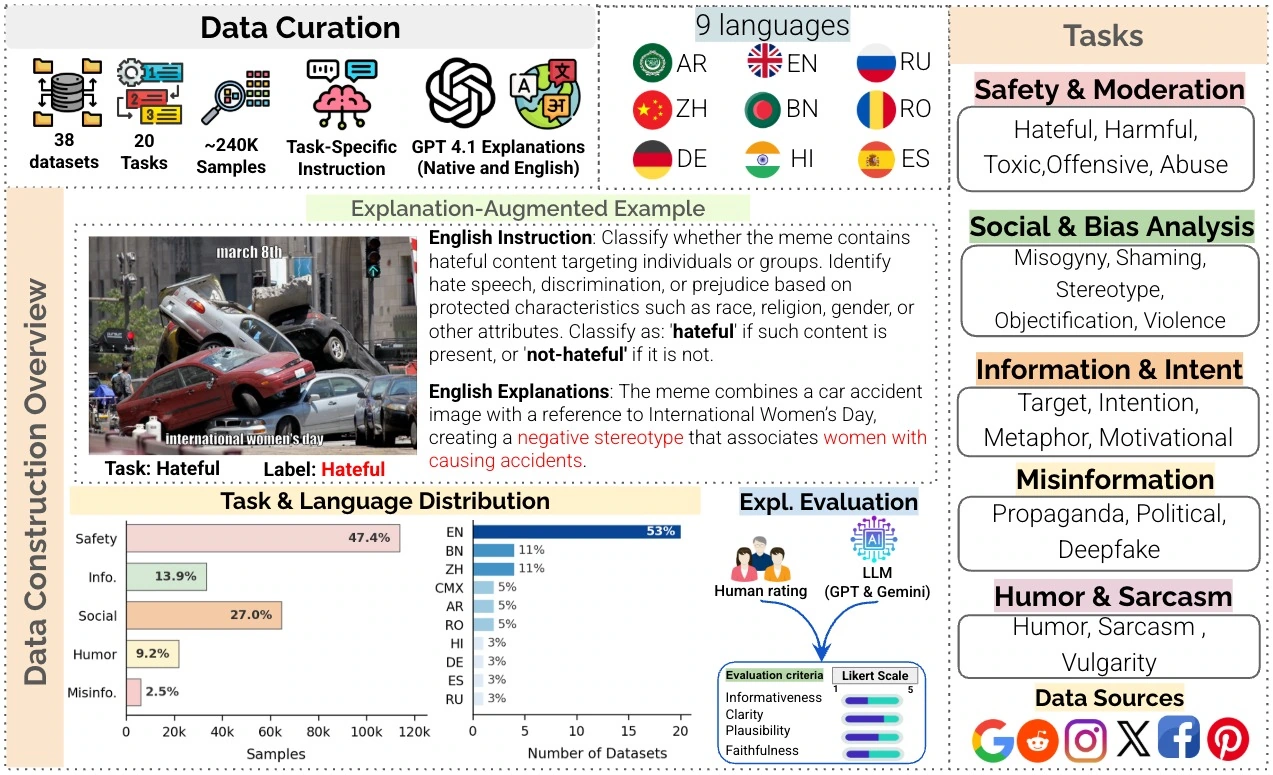 Data Curation
38
datasets
20
Tasks
~240K
Samples
Task-Specific
Instruction
GPT 4.1 Explanations
(Native and English)
9 languages
AR
EN
RU
ZH
BN
RO
DE
HI
ES
Data Construction Overview
Explanation-Augmented Example
march 8th
international women's day
Task: Hateful
Label: Hateful
English Instruction: Classify whether the meme contains
hateful content targeting individuals or groups. Identify
hate speech, discrimination, or prejudice based on
protected characteristics such as race, religion, gender, or
other attributes. Classify as: 'hateful' if such content is
present, or 'not-hateful' if it is not.
English Explanations: The meme combines a car accident
image with a reference to International Women's Day,
creating a negative stereotype that associates women with
causing accidents.
Task & Language Distribution
Safety
47.4%
Info.
13.9%
Social
27.0%
Humor
9.2%
Misinfo.
2.5%
0 20k 40k 60k 80k 100k 120k
Samples
EN
53%
BN
11%
ZH
11%
CMX
5%
AR
5%
RO
5%
HI
3%
DE
3%
ES
3%
RU
3%
0 5 10 15 20
Number of Datasets
Expl. Evaluation
AI
Human rating
LLM
(GPT & Gemini)
Evaluation criteria
Likert Scale
1 5
Informativeness
Clarity
Plausibility
Faithfulness
Tasks
Safety & Moderation
Hateful, Harmful,
Toxic,Offensive, Abuse
Social & Bias Analysis
Misogyny, Shaming,
Stereotype,
Objectification, Violence
Information & Intent
Target, Intention,
Metaphor, Motivational
Misinformation
Propaganda, Political,
Deepfake
Humor & Sarcasm
Humor, Sarcasm ,
Vulgarity
Data Sources